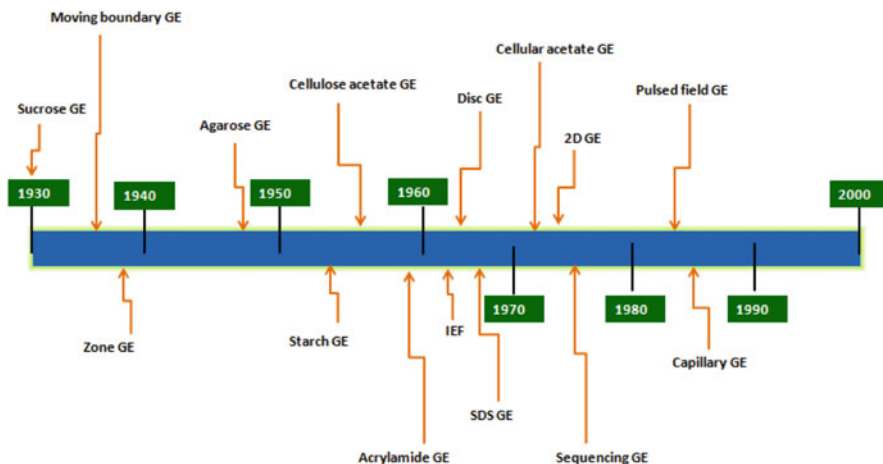 Moving boundary GE
Cellular acetate GE
Cellulose acetate GE
Disc GE
Pulsed field GE
Sucrose GE
Agarose GE
2D GE
1930
1940
1950
1960
2000
1970
1980
1990
Zone GE
Starch GE
IEF
Capillary GE
SDS GE
Acrylamide GE
Sequencing GE